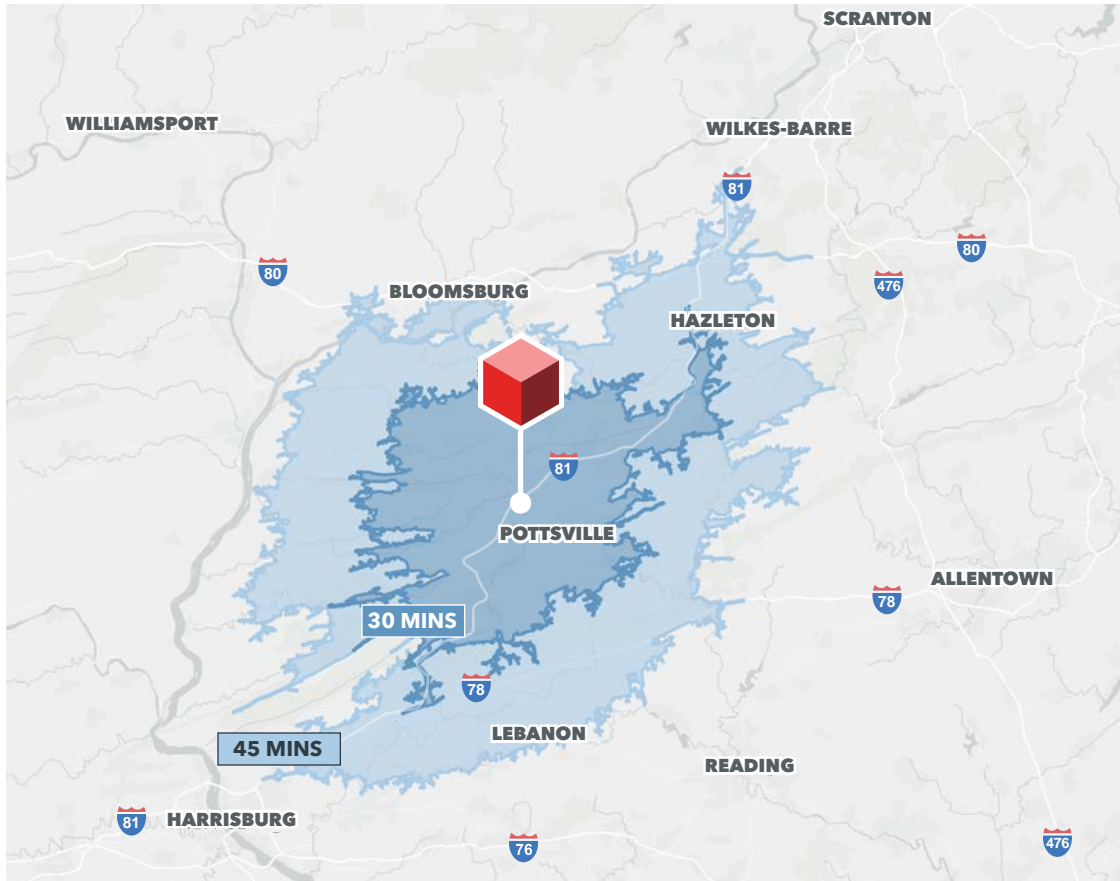 SCRANTON
WILLIAMSPORT
WILKES-BARRE
81
80
80
476
BLOOMSBURG
HAZLETON
81
POTTSVILLE
ALLENTOWN
78
30 MINS
78
LEBANON
45 MINS
READING
81
HARRISBURG
76
476